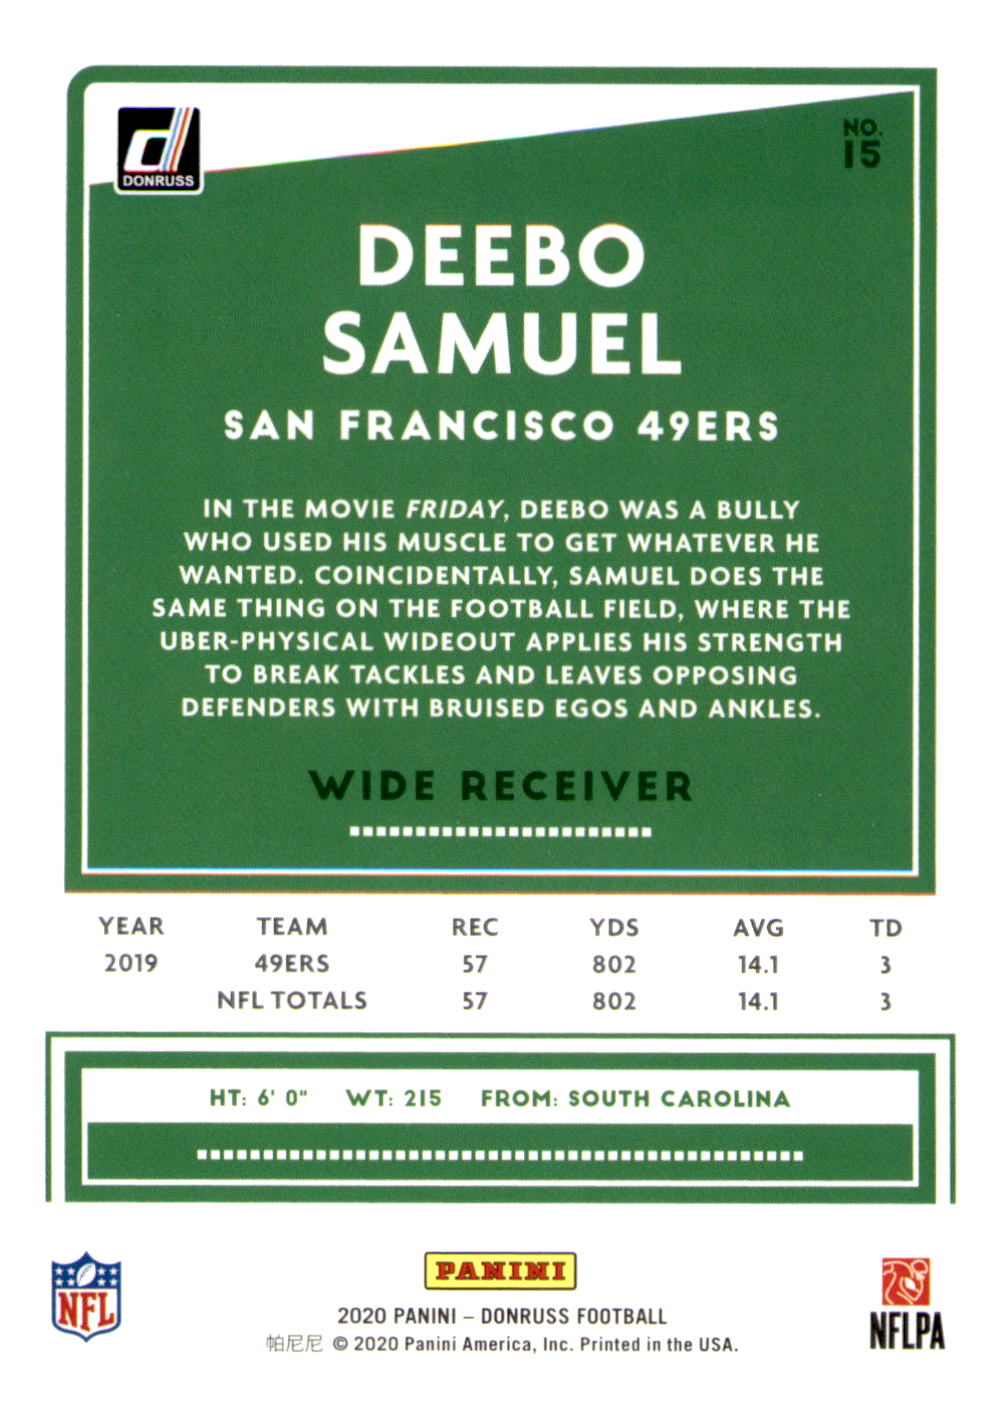 DONRUSS
NO.
15
DEEBO
SAMUEL
SAN FRANCISCO 49ERS
IN THE MOVIE FRIDAY, DEEBO WAS A BULLY
WHO USED HIS MUSCLE TO GET WHATEVER HE
WANTED. COINCIDENTALLY, SAMUEL DOES THE
SAME THING ON THE FOOTBALL FIELD, WHERE THE
UBER-PHYSICAL WIDEOUT APPLIES HIS STRENGTH
TO BREAK TACKLES AND LEAVES OPPOSING
DEFENDERS WITH BRUISED EGOS AND ANKLES.
WIDE RECEIVER
YEAR TEAM REC YDS AVG TD
2019 49ERS 57 802 14.1 3
NFL TOTALS 57 802 14.1 3
HT: 6' 0" WT: 215 FROM: SOUTH CAROLINA
NFL
PANINI
NFLPA
2020 PANINI – DONRUSS FOOTBALL
帕尼尼 © 2020 Panini America, Inc. Printed in the USA.